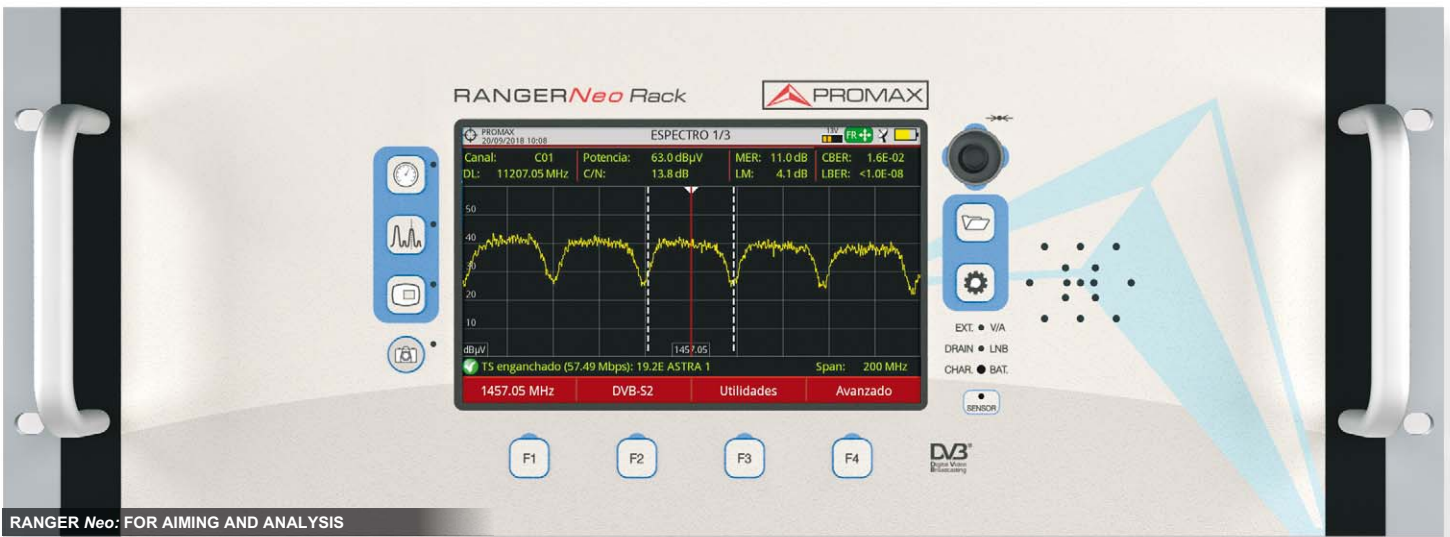 RANGERNeo Rack
PROMAX
PROMAX
20/09/2018 10:08
ESPECTRO 1/3
13V
FR
Canal: C01 Potencia: 63.0 dBµV MER: 11.0 dB CBER: 1.6E-02
DL: 11207.05 MHz C/N: 13.8 dB LM: 4.1 dB LBER: <1.0E-08
50
40
30
20
10
dBµV
1457.05
TS enganchado (57.49 Mbps): 19.2E ASTRA 1 Span: 200 MHz
1457.05 MHz DVB-S2 Utilidades Avanzado
EXT. V/A
DRAIN LNB
CHAR. BAT.
SENSOR
F1 F2 F3 F4
DVB®
Digital Video
Broadcasting
RANGER Neo: FOR AIMING AND ANALYSIS